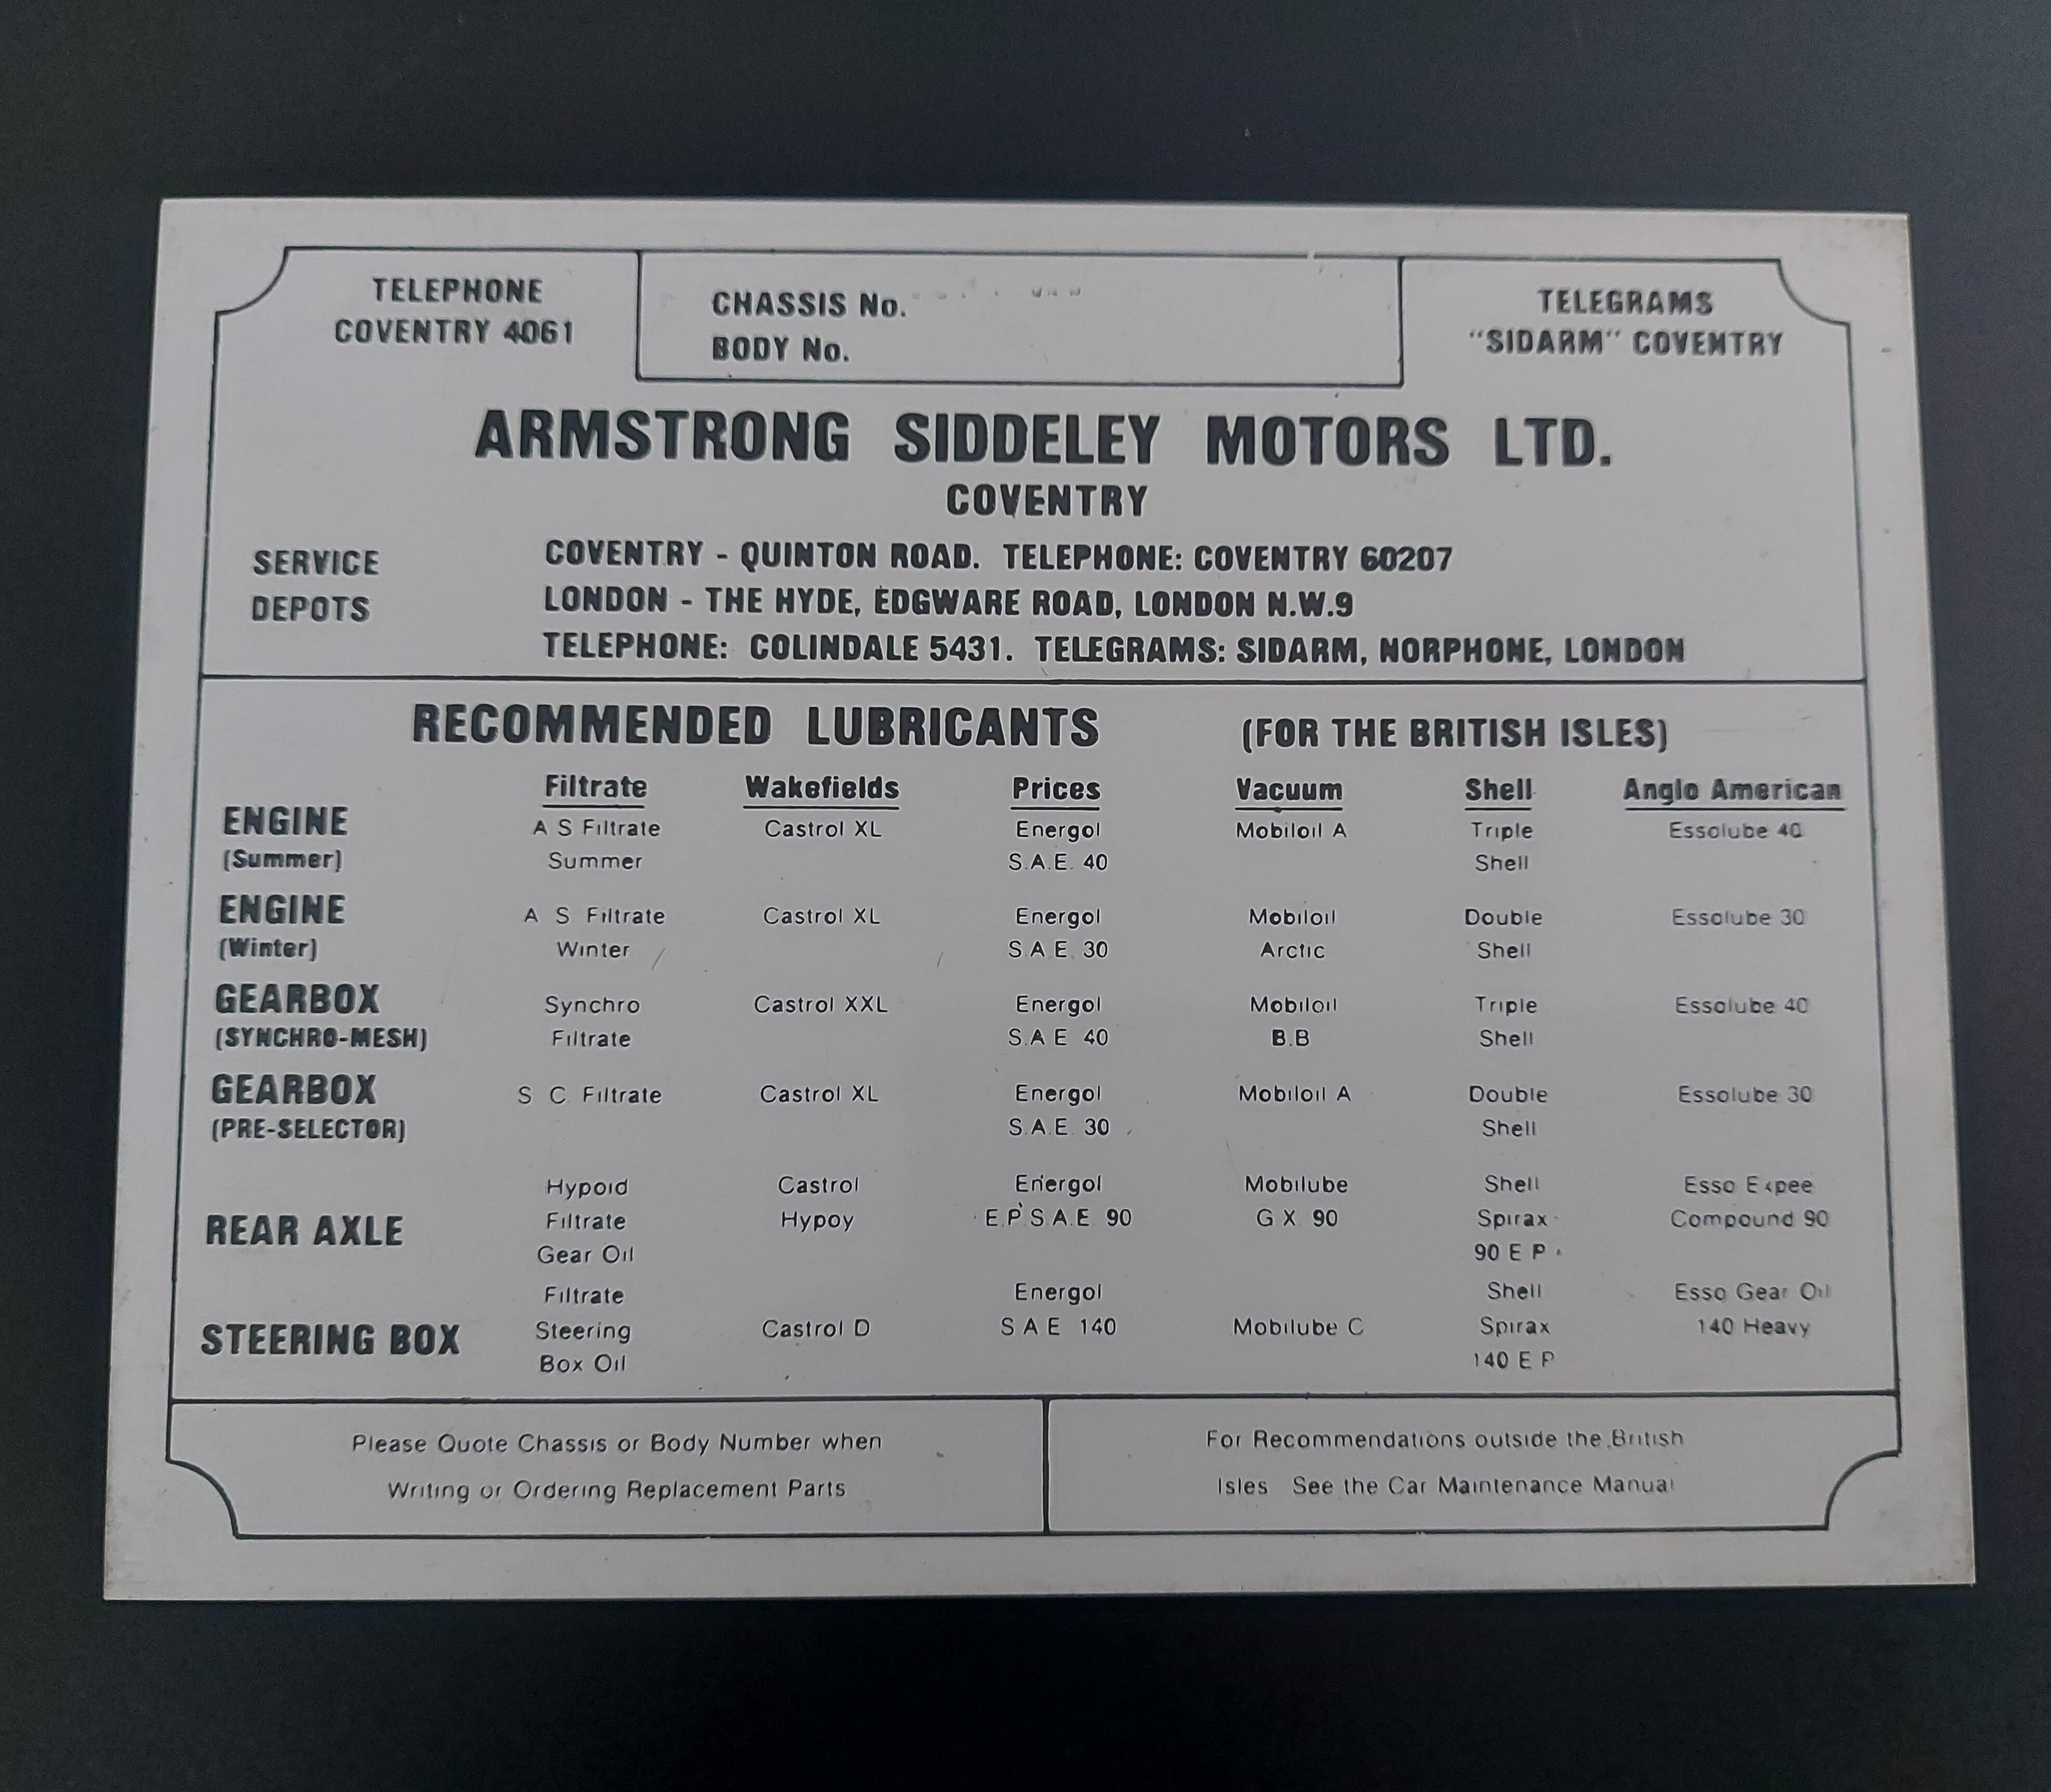 TELEPHONE
COVENTRY 4061
CHASSIS No.
BODY No.
TELEGRAMS
“SIDARM” COVENTRY
ARMSTRONG SIDDELEY MOTORS LTD.
COVENTRY
SERVICE
DEPOTS
COVENTRY - QUINTON ROAD. TELEPHONE: COVENTRY 60207
LONDON - THE HYDE, EDGWARE ROAD, LONDON N.W.9
TELEPHONE: COLINDALE 5431. TELEGRAMS: SIDARM, NORPHONE, LONDON
RECOMMENDED LUBRICANTS (FOR THE BRITISH ISLES)
Filtrate Wakefields Prices Vacuum Shell Anglo American
ENGINE A S Filtrate Castrol XL Energol Mobiloil A Triple Essolube 40
(Summer) Summer S.A.E. 40 Shell
ENGINE A S Filtrate Castrol XL Energol Mobiloil Double Essolube 30
(Winter) Winter S.A.E. 30 Arctic Shell
GEARBOX Synchro Castrol XXL Energol Mobiloil Triple Essolube 40
(SYNCHRO-MESH) Filtrate S.A E 40 B.B Shell
GEARBOX S C Filtrate Castrol XL Energol Mobiloil A Double Essolube 30
(PRE-SELECTOR) S.A.E. 30 Shell
Hypoid Castrol Energol Mobilube Shell Esso Expee
REAR AXLE Filtrate Hypoy E.P. S.A.E 90 G X 90 Spirax Compound 90
Gear Oil 90 E P
Filtrate Energol Shell Esso Gear Oil
STEERING BOX Steering Castrol D S A E 140 Mobilube C Spirax 140 Heavy
Box Oil 140 E P
Please Quote Chassis or Body Number when
Writing or Ordering Replacement Parts
For Recommendations outside the British
Isles See the Car Maintenance Manual